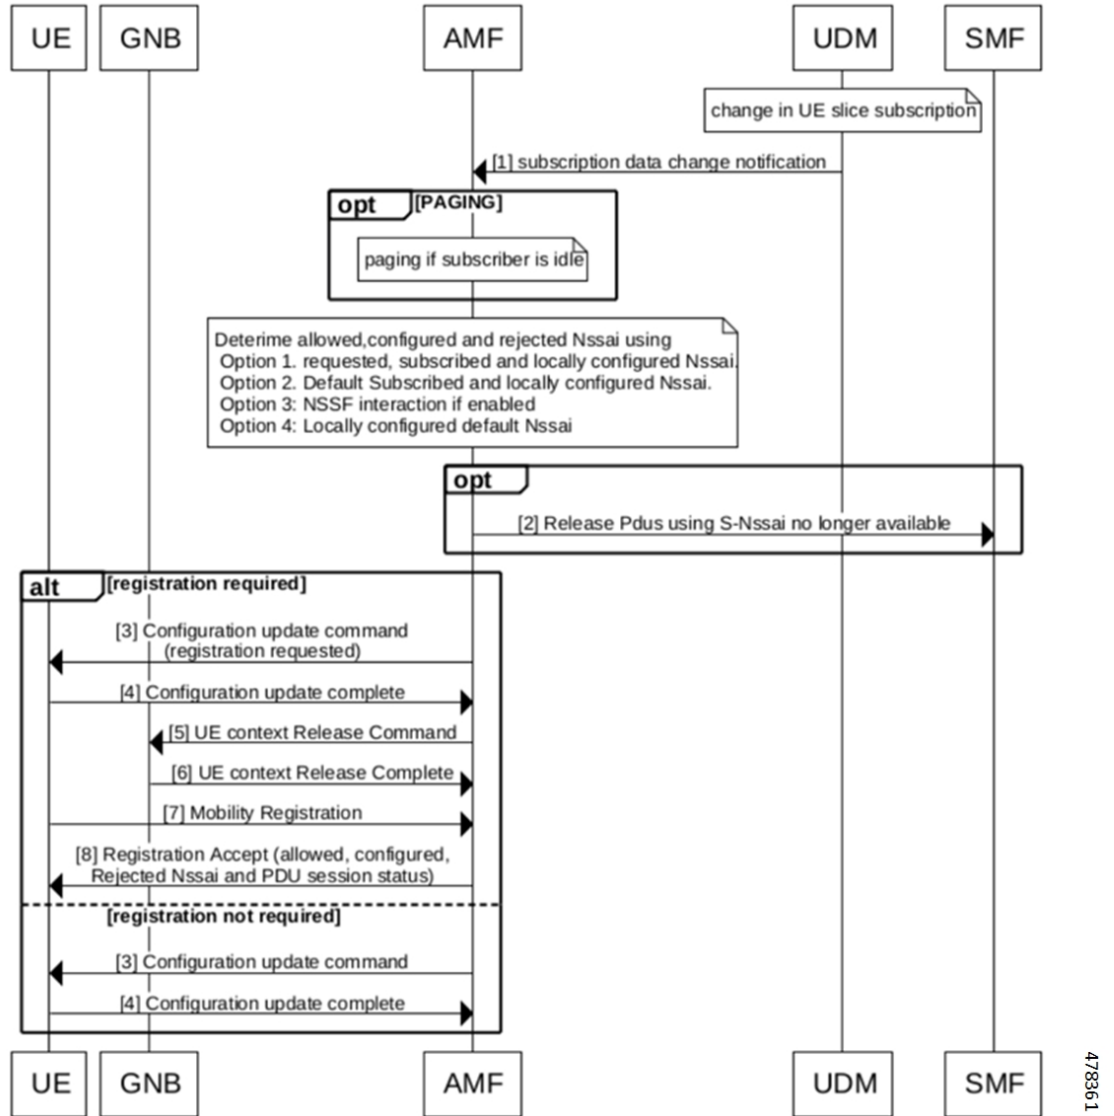 UE GNB AMF UDM SMF
change in UE slice subscription
[1] subscription data change notification
opt [PAGING]
paging if subscriber is idle
Deterime allowed,configured and rejected Nssai using
Option 1. requested, subscribed and locally configured Nssai.
Option 2. Default Subscribed and locally configured Nssai.
Option 3: NSSF interaction if enabled
Option 4: Locally configured default Nssai
opt
[2] Release Pdus using S-Nssai no longer available
alt [registration required]
[3] Configuration update command
(registration requested)
[4] Configuration update complete
[5] UE context Release Command
[6] UE context Release Complete
[7] Mobility Registration
[8] Registration Accept (allowed, configured,
Rejected Nssai and PDU session status)
[registration not required]
[3] Configuration update command
[4] Configuration update complete
UE GNB AMF UDM SMF
478361